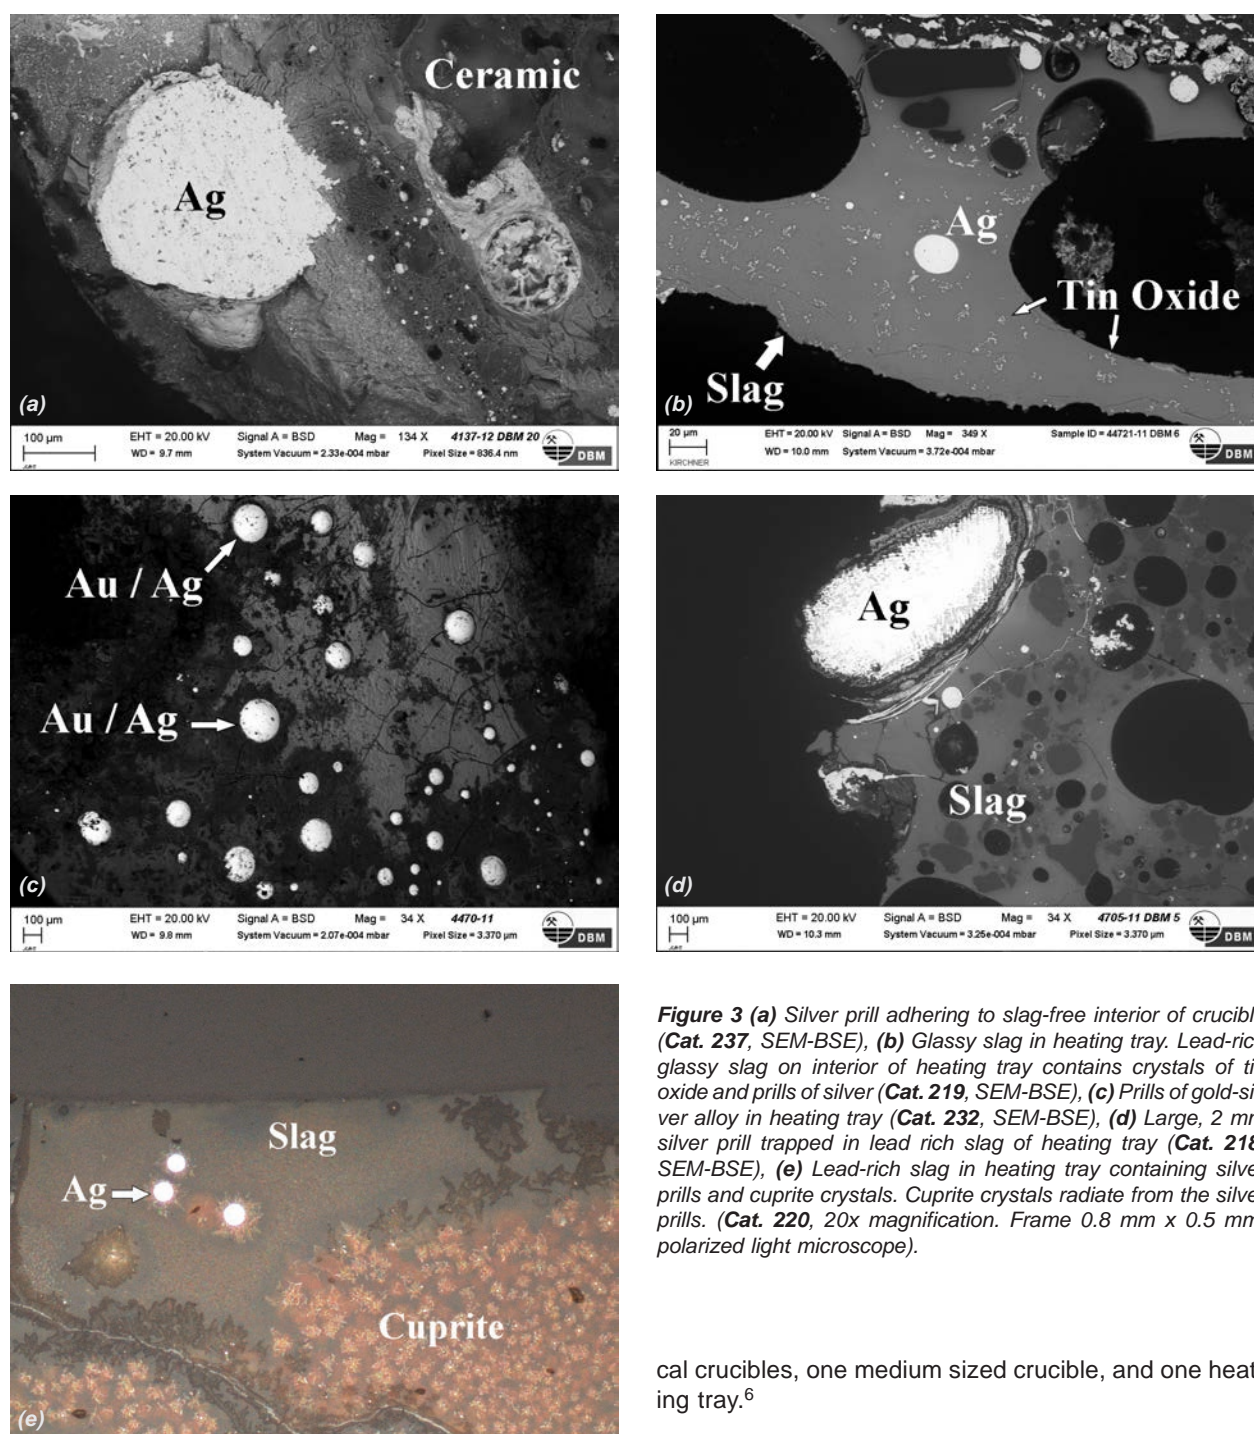 Ceramic
Ag
(a)
100 µm
EHT = 20.00 kV Signal A = BSD Mag = 134 X 4137-12 DBM 20
WD = 9.7 mm System Vacuum = 2.33e-004 mbar Pixel Size = 836.4 nm
DBM
Ag
Tin Oxide
Slag
(b)
20 µm
EHT = 20.00 kV Signal A = BSD Mag = 349 X Sample ID = 44721-11 DBM 6
WD = 10.0 mm System Vacuum = 3.72e-004 mbar
KIRCHNER
DBM
Au / Ag
Au / Ag
(c)
100 µm
EHT = 20.00 kV Signal A = BSD Mag = 34 X 4470-11
WD = 9.8 mm System Vacuum = 2.07e-004 mbar Pixel Size = 3.370 µm
DBM
Ag
Slag
(d)
100 µm
EHT = 20.00 kV Signal A = BSD Mag = 34 X 4705-11 DBM 5
WD = 10.3 mm System Vacuum = 3.25e-004 mbar Pixel Size = 3.370 µm
DBM
Slag
Ag
Cuprite
(e)
Figure 3 (a) Silver prill adhering to slag-free interior of crucibl
(Cat. 237, SEM-BSE), (b) Glassy slag in heating tray. Lead-ric
glassy slag on interior of heating tray contains crystals of ti
oxide and prills of silver (Cat. 219, SEM-BSE), (c) Prills of gold-sil
ver alloy in heating tray (Cat. 232, SEM-BSE), (d) Large, 2 mm
silver prill trapped in lead rich slag of heating tray (Cat. 218
SEM-BSE), (e) Lead-rich slag in heating tray containing silve
prills and cuprite crystals. Cuprite crystals radiate from the silve
prills. (Cat. 220, 20x magnification. Frame 0.8 mm x 0.5 mm
polarized light microscope).
cal crucibles, one medium sized crucible, and one heat
ing tray.6